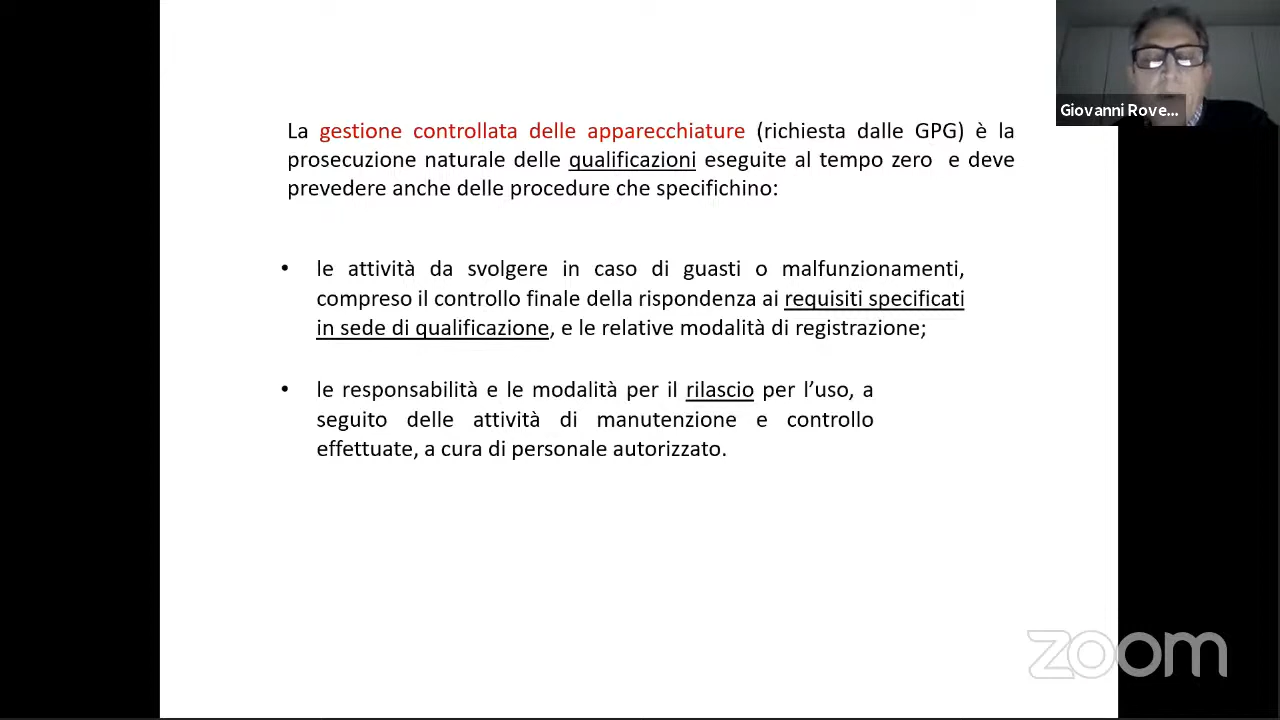 La gestione controllata delle apparecchiature (richiesta dalle GPG) è la
prosecuzione naturale delle qualificazioni eseguite al tempo zero e deve
prevedere anche delle procedure che specifichino:
• le attività da svolgere in caso di guasti o malfunzionamenti,
compreso il controllo finale della rispondenza ai requisiti specificati
in sede di qualificazione, e le relative modalità di registrazione;
• le responsabilità e le modalità per il rilascio per l’uso, a
seguito delle attività di manutenzione e controllo
effettuate, a cura di personale autorizzato.
Giovanni Rove...
zoom